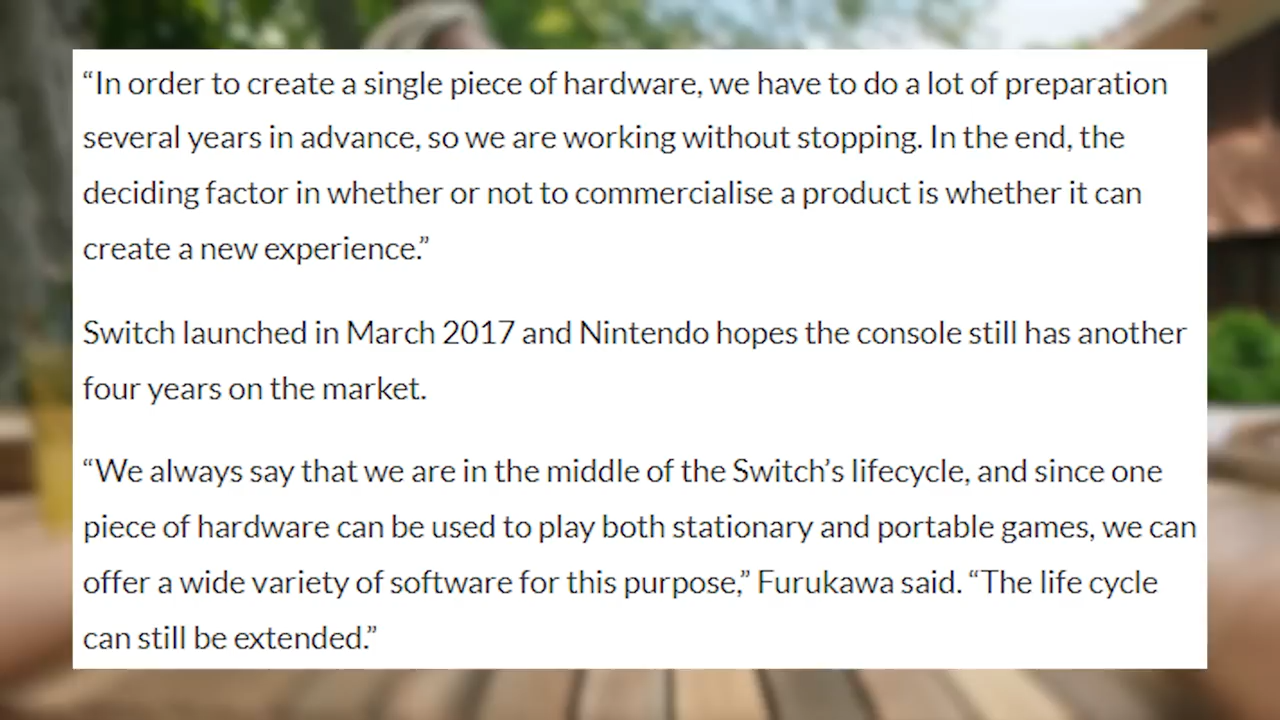 “In order to create a single piece of hardware, we have to do a lot of preparation
several years in advance, so we are working without stopping. In the end, the
deciding factor in whether or not to commercialise a product is whether it can
create a new experience.”
Switch launched in March 2017 and Nintendo hopes the console still has another
four years on the market.
“We always say that we are in the middle of the Switch’s lifecycle, and since one
piece of hardware can be used to play both stationary and portable games, we can
offer a wide variety of software for this purpose,” Furukawa said. “The life cycle
can still be extended.”